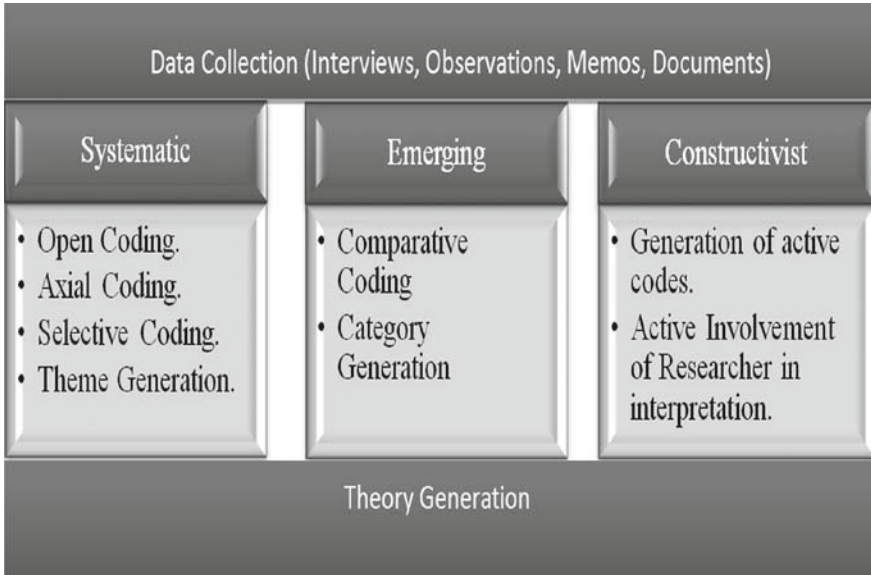 Data Collection (Interviews, Observations, Memos, Documents)
Systematic
• Open Coding.
• Axial Coding.
• Selective Coding.
• Theme Generation.
Emerging
• Comparative
Coding
• Category
Generation
Constructivist
• Generation of active
codes.
• Active Involvement
of Researcher in
interpretation.
Theory Generation